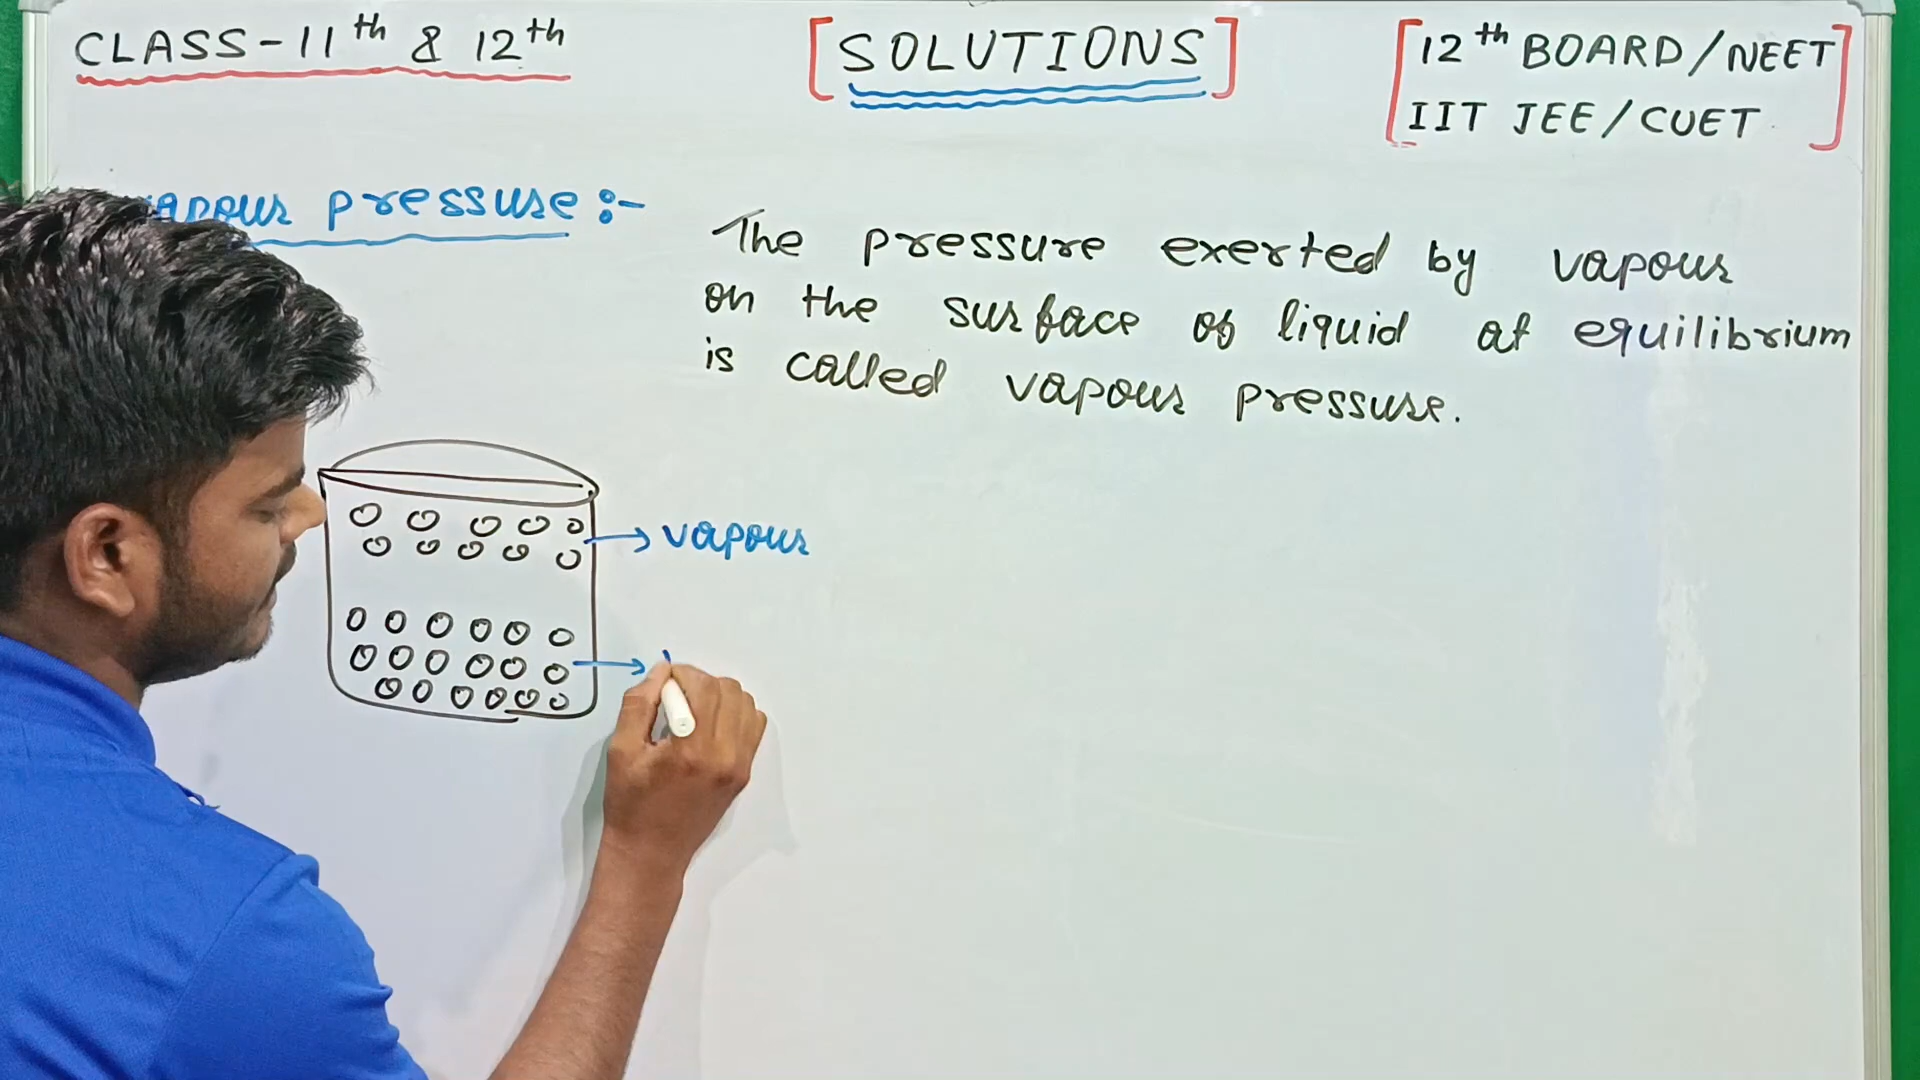 CLASS-11th & 12th
[SOLUTIONS]
[12th BOARD/NEET
IIT JEE/CUET]
vapour pressure :-
The pressure exerted by vapour
on the surface of liquid at equilibrium
is called vapour pressure.
vapour